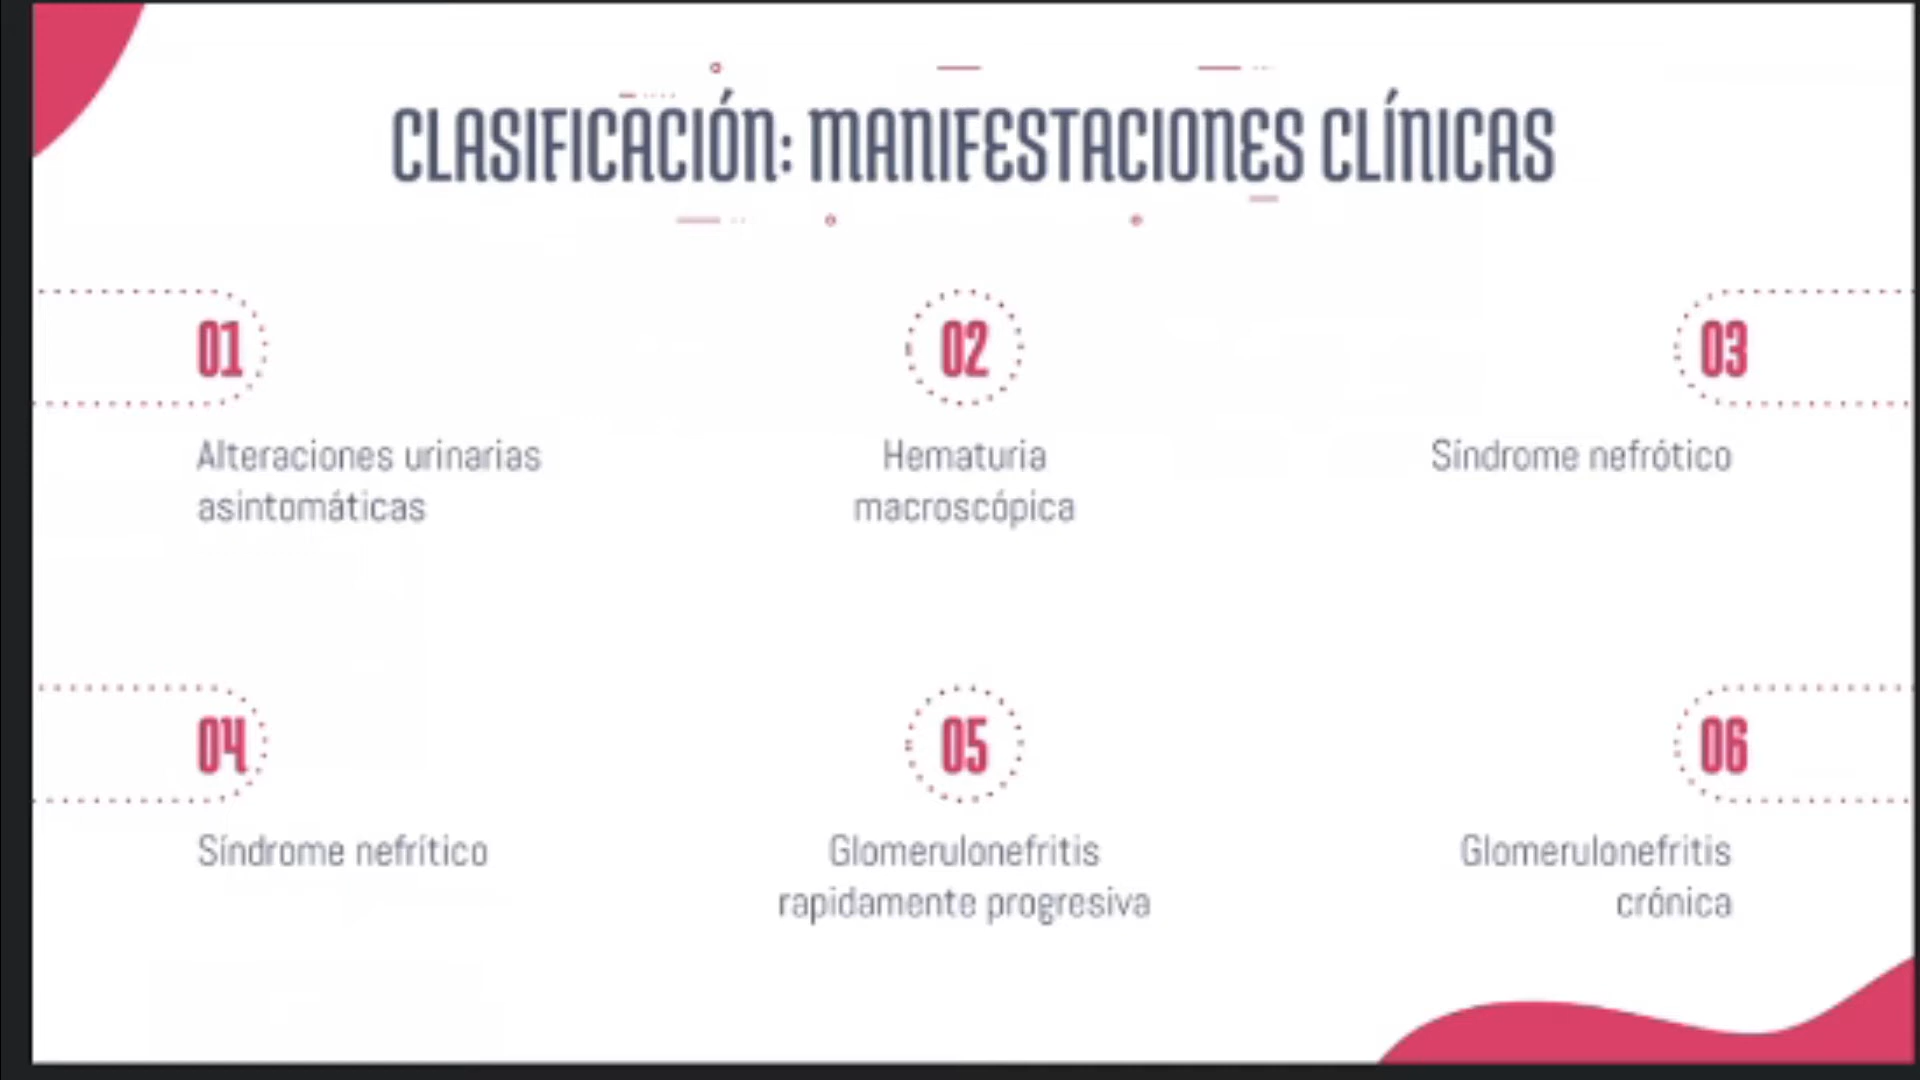 CLASIFICACIÓN: MANIFESTACIONES CLÍNICAS
01
Alteraciones urinarias
asintomáticas
02
Hematuria
macroscópica
03
Síndrome nefrótico
04
Síndrome nefrítico
05
Glomerulonefritis
rapidamente progresiva
06
Glomerulonefritis
crónica